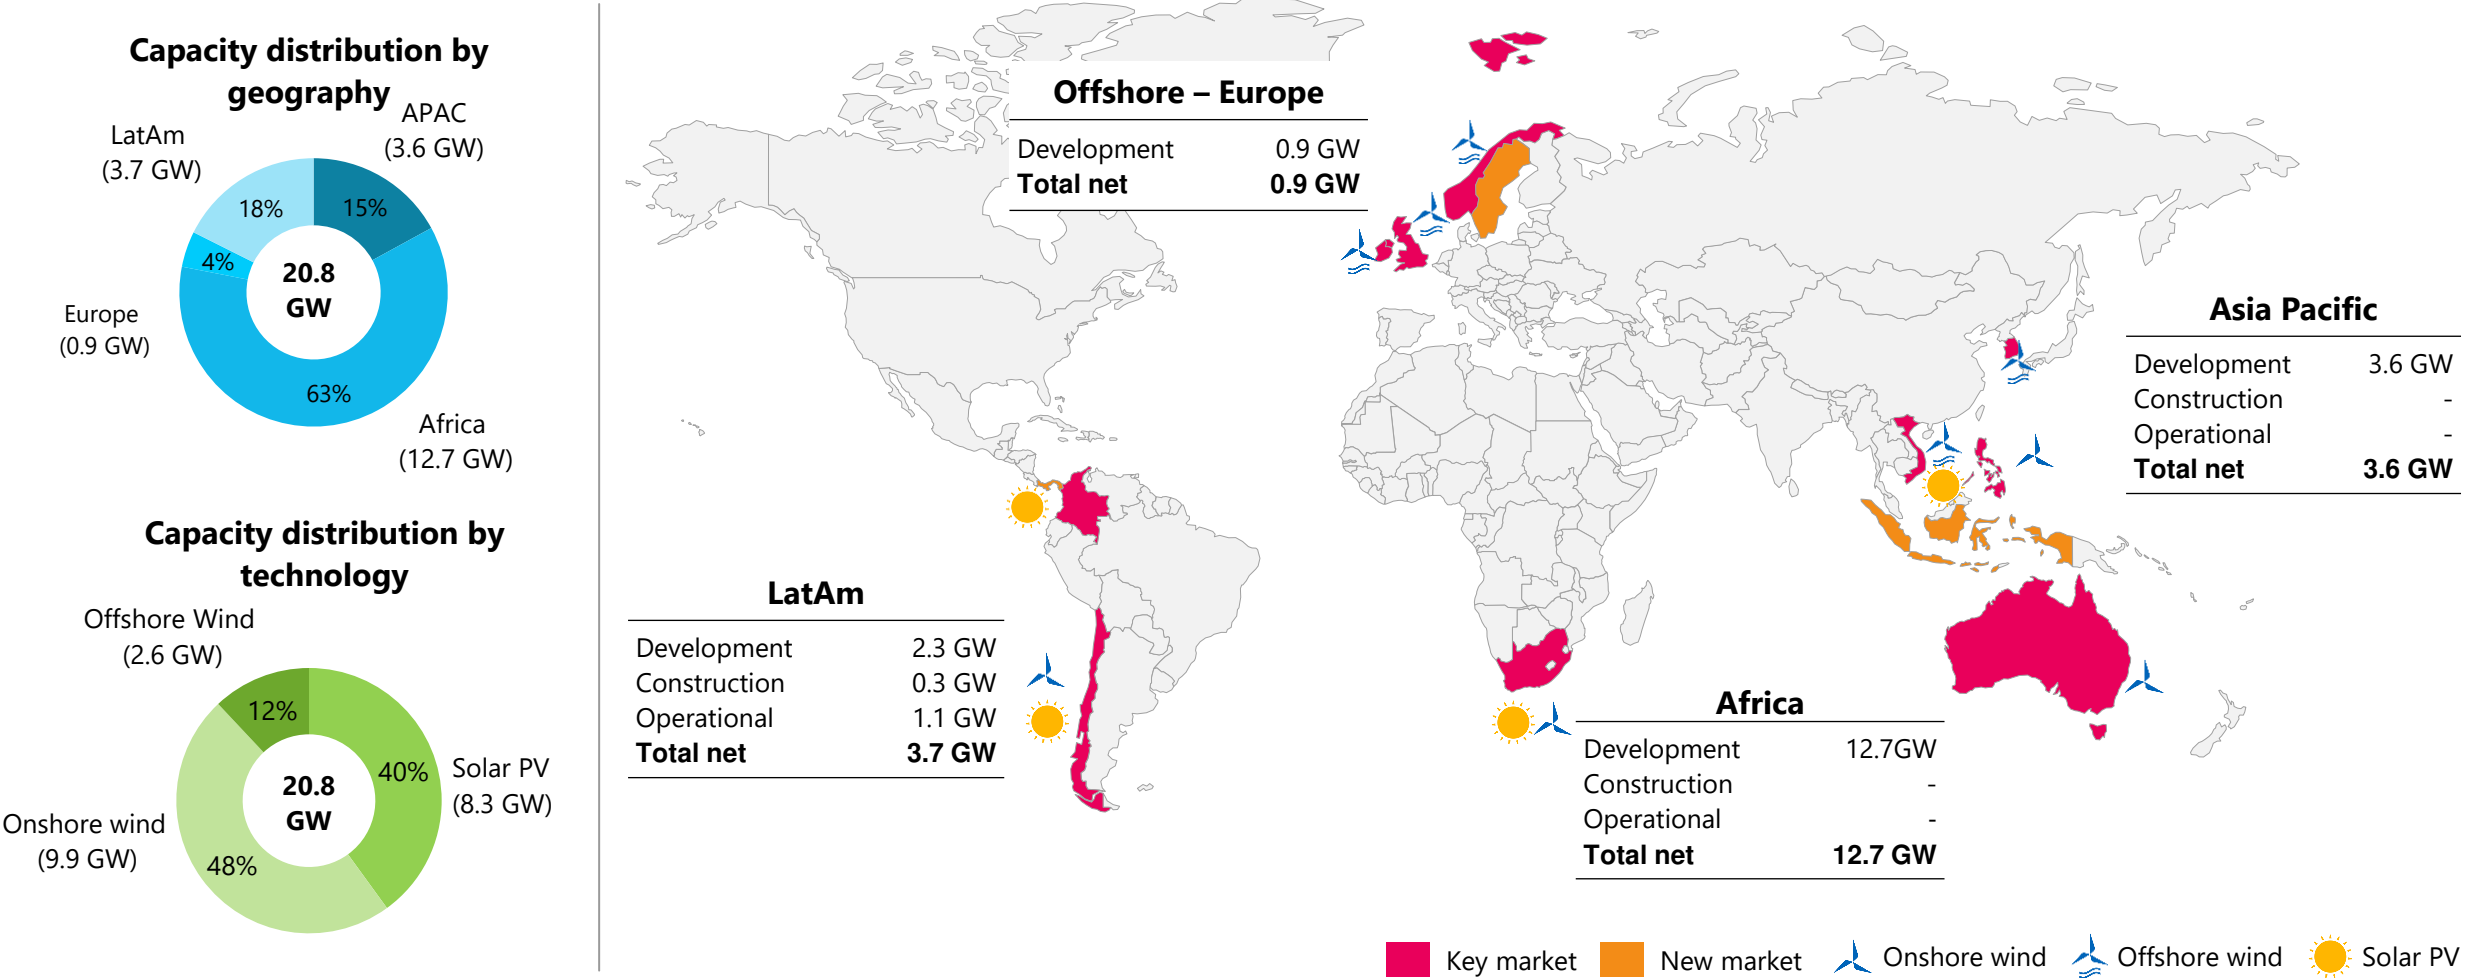 Capacity distribution by
geography
APAC
(3.6 GW)
LatAm
(3.7 GW)
18%
15%
4%
20.8
GW
Europe
(0.9 GW)
63%
Africa
(12.7 GW)
Capacity distribution by
technology
Offshore Wind
(2.6 GW)
12%
40%
Solar PV
(8.3 GW)
20.8
GW
Onshore wind
(9.9 GW)
48%
Offshore – Europe
Development 0.9 GW
Total net 0.9 GW
Asia Pacific
Development 3.6 GW
Construction -
Operational -
Total net 3.6 GW
LatAm
Development 2.3 GW
Construction 0.3 GW
Operational 1.1 GW
Total net 3.7 GW
Africa
Development 12.7GW
Construction -
Operational -
Total net 12.7 GW
Key market New market Onshore wind Offshore wind Solar PV